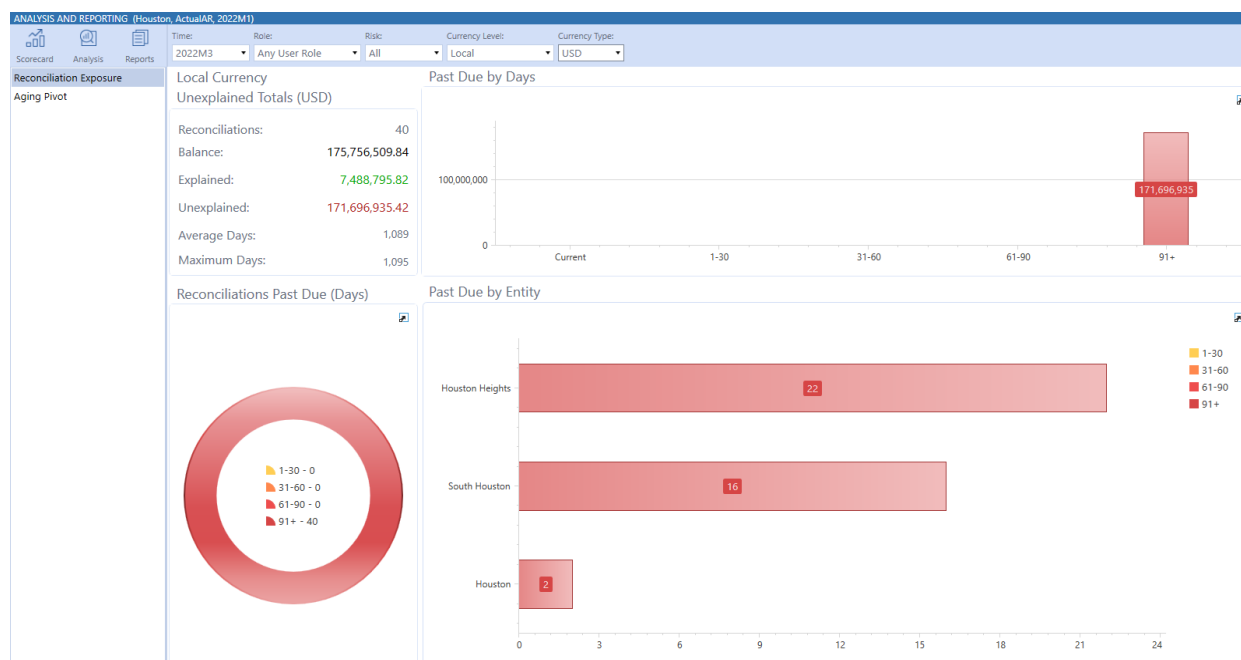 ANALYSIS AND REPORTING (Houston, ActualAR, 2022M1)
Scorecard Analysis Reports
Time: Role: Risk: Currency Level: Currency Type:
2022M3 Any User Role All Local USD
Reconciliation Exposure
Aging Pivot
Local Currency
Unexplained Totals (USD)
Reconciliations: 40
Balance: 175,756,509.84
Explained: 7,488,795.82
Unexplained: 171,696,935.42
Average Days: 1,089
Maximum Days: 1,095
Past Due by Days
100,000,000
171,696,935
0
Current 1-30 31-60 61-90 91+
Reconciliations Past Due (Days)
1-30 - 0
31-60 - 0
61-90 - 0
91+ - 40
Past Due by Entity
1-30
31-60
61-90
91+
Houston Heights 22
South Houston 16
Houston 2
0 3 6 9 12 15 18 21 24